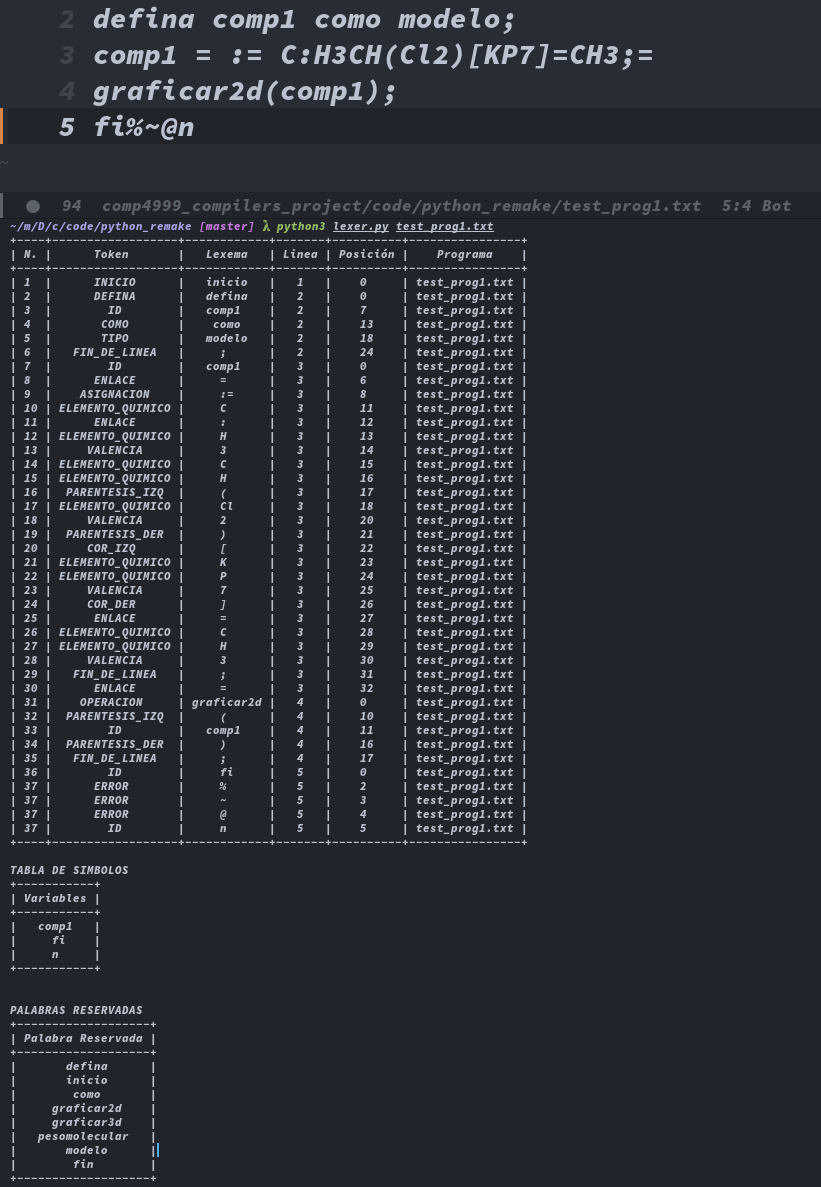 2 defina comp1 como modelo;
3 comp1 = := C:H3CH(Cl2)[KP7]=CH3;=
4 graficar2d(comp1);
5 fi%~@n
~
94 comp4999_compilers_project/code/python_remake/test_prog1.txt 5:4 Bot
~/m/D/c/code/python_remake [master] λ python3 lexer.py test_prog1.txt
+----+------------------+------------+-------+----------+----------------+
| N. | Token | Lexema | Linea | Posición | Programa |
+----+------------------+------------+-------+----------+----------------+
| 1 | INICIO | inicio | 1 | 0 | test_prog1.txt |
| 2 | DEFINA | defina | 2 | 0 | test_prog1.txt |
| 3 | ID | comp1 | 2 | 7 | test_prog1.txt |
| 4 | COMO | como | 2 | 13 | test_prog1.txt |
| 5 | TIPO | modelo | 2 | 18 | test_prog1.txt |
| 6 | FIN_DE_LINEA | ; | 2 | 24 | test_prog1.txt |
| 7 | ID | comp1 | 3 | 0 | test_prog1.txt |
| 8 | ENLACE | = | 3 | 6 | test_prog1.txt |
| 9 | ASIGNACION | := | 3 | 8 | test_prog1.txt |
| 10 | ELEMENTO_QUIMICO | C | 3 | 11 | test_prog1.txt |
| 11 | ENLACE | : | 3 | 12 | test_prog1.txt |
| 12 | ELEMENTO_QUIMICO | H | 3 | 13 | test_prog1.txt |
| 13 | VALENCIA | 3 | 3 | 14 | test_prog1.txt |
| 14 | ELEMENTO_QUIMICO | C | 3 | 15 | test_prog1.txt |
| 15 | ELEMENTO_QUIMICO | H | 3 | 16 | test_prog1.txt |
| 16 | PARENTESIS_IZQ | ( | 3 | 17 | test_prog1.txt |
| 17 | ELEMENTO_QUIMICO | Cl | 3 | 18 | test_prog1.txt |
| 18 | VALENCIA | 2 | 3 | 20 | test_prog1.txt |
| 19 | PARENTESIS_DER | ) | 3 | 21 | test_prog1.txt |
| 20 | COR_IZQ | [ | 3 | 22 | test_prog1.txt |
| 21 | ELEMENTO_QUIMICO | K | 3 | 23 | test_prog1.txt |
| 22 | ELEMENTO_QUIMICO | P | 3 | 24 | test_prog1.txt |
| 23 | VALENCIA | 7 | 3 | 25 | test_prog1.txt |
| 24 | COR_DER | ] | 3 | 26 | test_prog1.txt |
| 25 | ENLACE | = | 3 | 27 | test_prog1.txt |
| 26 | ELEMENTO_QUIMICO | C | 3 | 28 | test_prog1.txt |
| 27 | ELEMENTO_QUIMICO | H | 3 | 29 | test_prog1.txt |
| 28 | VALENCIA | 3 | 3 | 30 | test_prog1.txt |
| 29 | FIN_DE_LINEA | ; | 3 | 31 | test_prog1.txt |
| 30 | ENLACE | = | 3 | 32 | test_prog1.txt |
| 31 | OPERACION | graficar2d | 4 | 0 | test_prog1.txt |
| 32 | PARENTESIS_IZQ | ( | 4 | 10 | test_prog1.txt |
| 33 | ID | comp1 | 4 | 11 | test_prog1.txt |
| 34 | PARENTESIS_DER | ) | 4 | 16 | test_prog1.txt |
| 35 | FIN_DE_LINEA | ; | 4 | 17 | test_prog1.txt |
| 36 | ID | fi | 5 | 0 | test_prog1.txt |
| 37 | ERROR | % | 5 | 2 | test_prog1.txt |
| 37 | ERROR | ~ | 5 | 3 | test_prog1.txt |
| 37 | ERROR | @ | 5 | 4 | test_prog1.txt |
| 37 | ID | n | 5 | 5 | test_prog1.txt |
+----+------------------+------------+-------+----------+----------------+
TABLA DE SIMBOLOS
+-----------+
| Variables |
+-----------+
| comp1 |
| fi |
| n |
+-----------+
PALABRAS RESERVADAS
+-------------------+
| Palabra Reservada |
+-------------------+
| defina |
| inicio |
| como |
| graficar2d |
| graficar3d |
| pesomolecular |
| modelo |
| fin |
+-------------------+